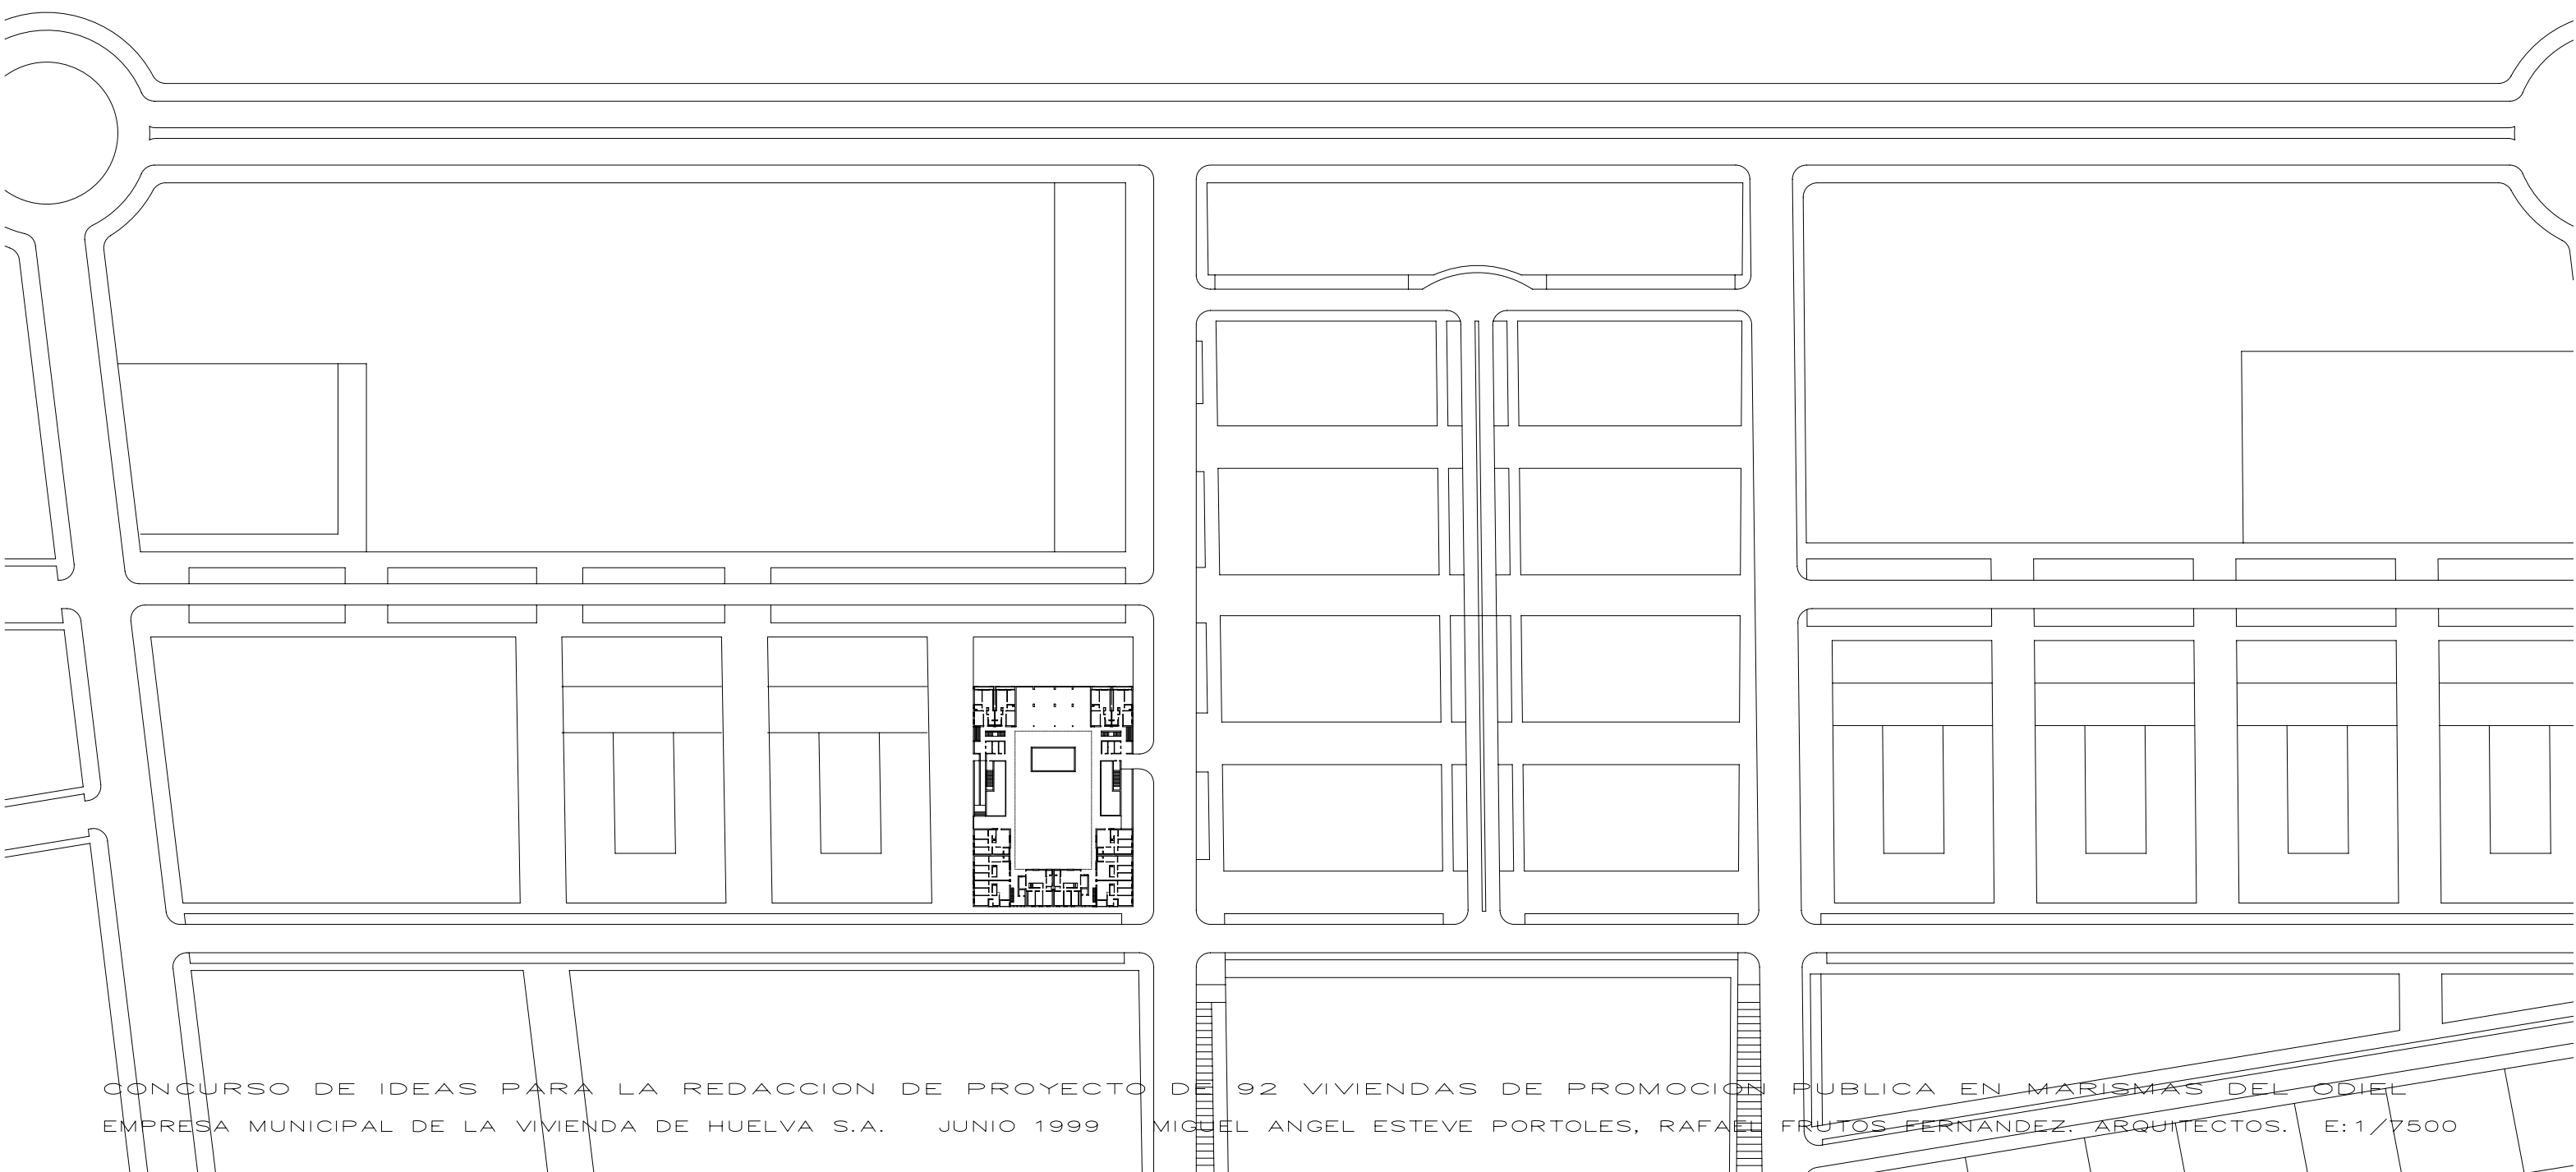 CONCURSO DE IDEAS PARA LA REDACCION DE PROYECTO DE 92 VIVIENDAS DE PROMOCION PUBLICA EN MARISMAS DEL ODIEL
EMPRESA MUNICIPAL DE LA VIVIENDA DE HUELVA S.A. JUNIO 1999 MIGUEL ANGEL ESTEVE PORTOLES, RAFAEL FRUTOS FERNANDEZ. ARQUITECTOS. E:1/7500